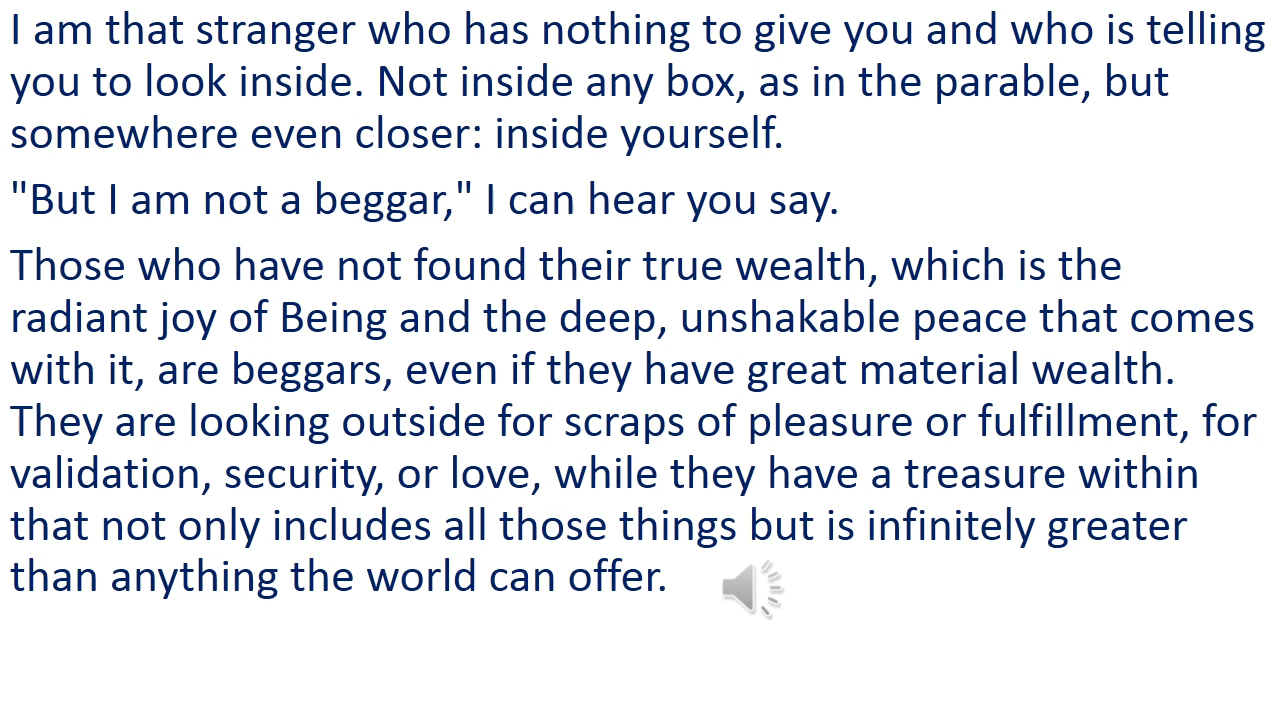 I am that stranger who has nothing to give you and who is telling
you to look inside. Not inside any box, as in the parable, but
somewhere even closer: inside yourself.
"But I am not a beggar," I can hear you say.
Those who have not found their true wealth, which is the
radiant joy of Being and the deep, unshakable peace that comes
with it, are beggars, even if they have great material wealth.
They are looking outside for scraps of pleasure or fulfillment, for
validation, security, or love, while they have a treasure within
that not only includes all those things but is infinitely greater
than anything the world can offer.